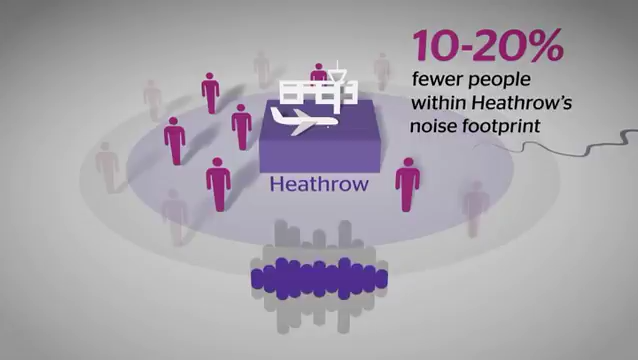 10-20%
fewer people
within Heathrow's
noise footprint
Heathrow